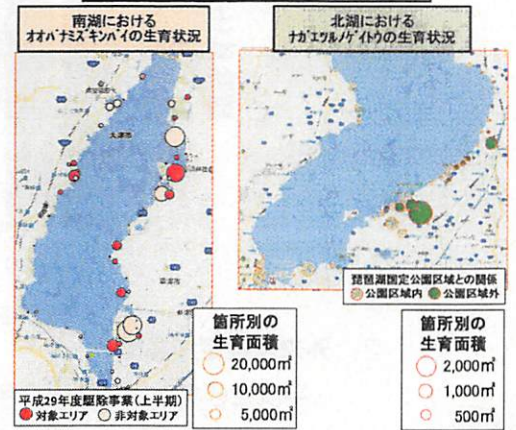 南湖における
オオバナミズキンバイの生育状況
北湖における
ナガエツルノゲイトウの生育状況
大津市
琵琶湖国定公園区域との関係
公園区域内 公園区域外
箇所別の
生育面積
20,000㎡
10,000㎡
5,000㎡
箇所別の
生育面積
2,000㎡
1,000㎡
500㎡
平成29年度駆除事業(上半期)
対象エリア 非対象エリア